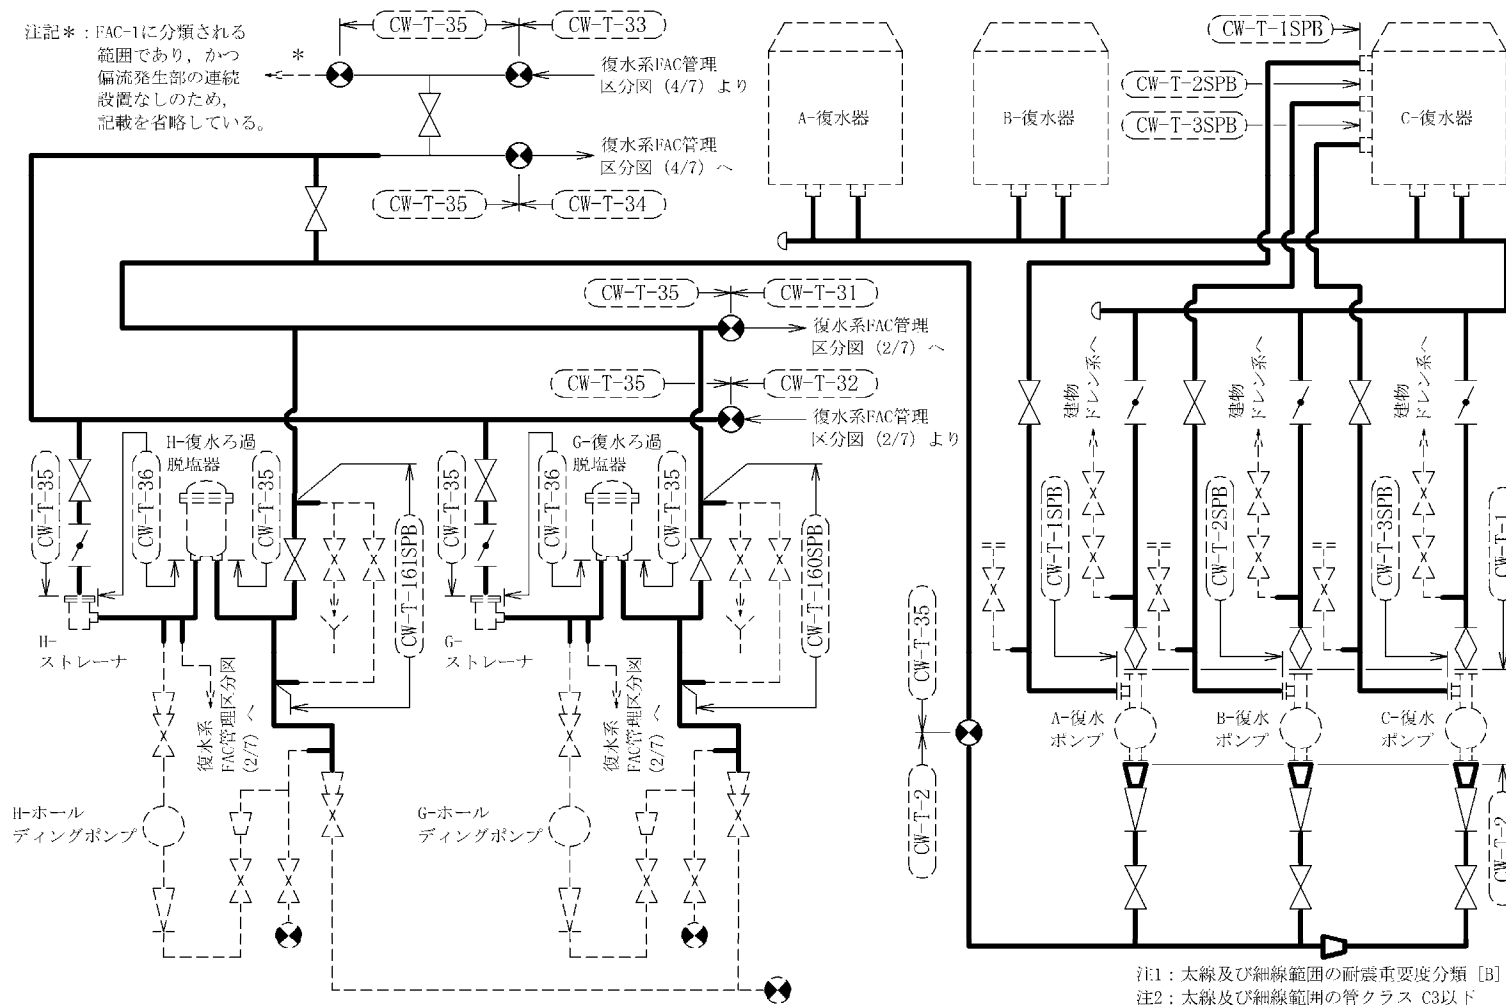 注記＊：FAC-1に分類される
範囲であり，かつ
偏流発生部の連続
設置なしのため，
記載を省略している。
＊
CW-T-35
CW-T-33
復水系FAC管理
区分図（4/7）より
復水系FAC管理
区分図（4/7）へ
CW-T-35
CW-T-34
A-復水器
B-復水器
C-復水器
CW-T-1SPB
CW-T-2SPB
CW-T-3SPB
CW-T-35
CW-T-31
復水系FAC管理
区分図（2/7）へ
CW-T-35
CW-T-32
復水系FAC管理
区分図（2/7）より
建物
ドレン系へ
建物
ドレン系へ
建物
ドレン系へ
CW-T-35
CW-T-36
H-復水ろ過
脱塩器
CW-T-35
CW-T-161SPB
CW-T-35
CW-T-36
G-復水ろ過
脱塩器
CW-T-35
CW-T-160SPB
CW-T-1SPB
CW-T-2SPB
CW-T-3SPB
CW-T-1
H-
ストレーナ
G-
ストレーナ
復水系
FAC管理区分図
（2/7）へ
復水系
FAC管理区分図
（2/7）へ
CW-T-35
CW-T-2
A-復水
ポンプ
B-復水
ポンプ
C-復水
ポンプ
CW-T-2
H-ホール
ディングポンプ
G-ホール
ディングポンプ
注1：太線及び細線範囲の耐震重要度分類［B］
注2：太線及び細線範囲の管クラス C3以下